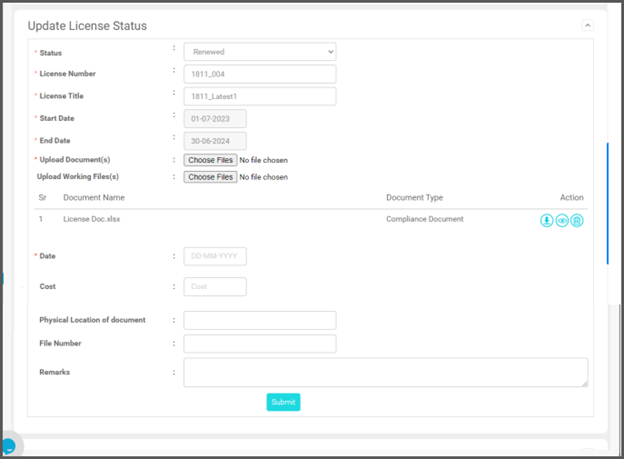 Update License Status
* Status : Renewed
* License Number : 1811_004
* License Title : 1811_Latest1
* Start Date : 01-07-2023
* End Date : 30-06-2024
* Upload Document(s) : Choose Files No file chosen
Upload Working Files(s) : Choose Files No file chosen
Sr Document Name Document Type Action
1 License Doc.xlsx Compliance Document
* Date : DD-MM-YYYY
Cost : Cost
Physical Location of document :
File Number :
Remarks :
Submit